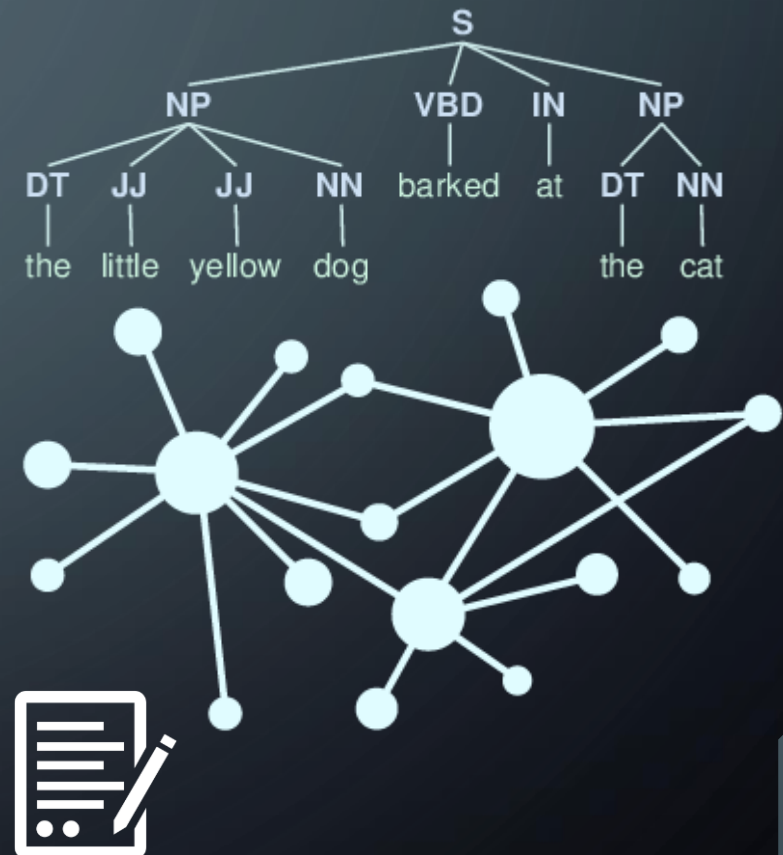 S
NP VBD IN NP
DT JJ JJ NN barked at DT NN
the little yellow dog the cat